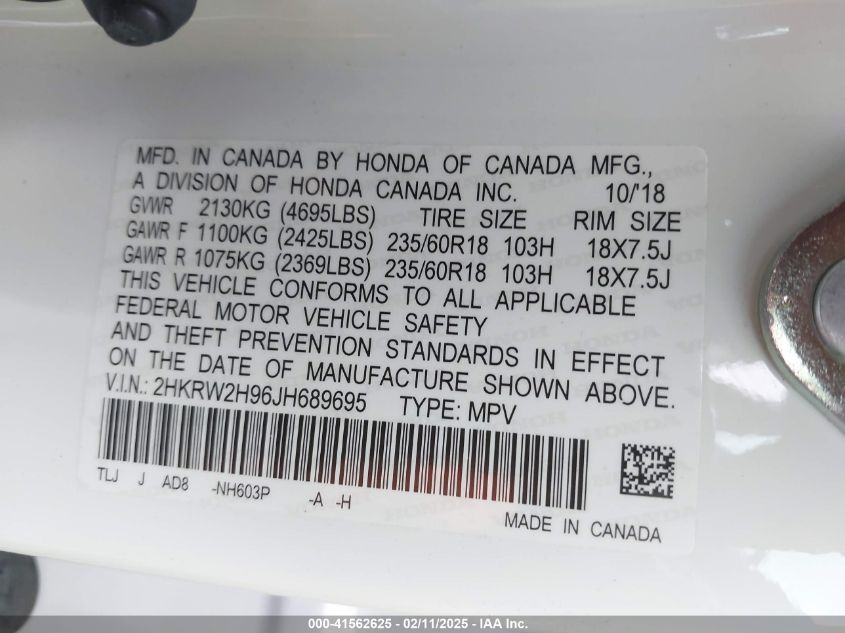 MFD. IN CANADA BY HONDA OF CANADA MFG.,
A DIVISION OF HONDA CANADA INC. 10/'18
GVWR 2130KG (4695LBS) TIRE SIZE RIM SIZE
GAWR F 1100KG (2425LBS) 235/60R18 103H 18X7.5J
GAWR R 1075KG (2369LBS) 235/60R18 103H 18X7.5J
THIS VEHICLE CONFORMS TO ALL APPLICABLE
FEDERAL MOTOR VEHICLE SAFETY
AND THEFT PREVENTION STANDARDS IN EFFECT
ON THE DATE OF MANUFACTURE SHOWN ABOVE.
V.I.N.: 2HKRW2H96JH689695 TYPE: MPV
TLJ J AD8 -NH603P -A -H
MADE IN CANADA
000-41562625 - 02/11/2025 - IAA Inc.